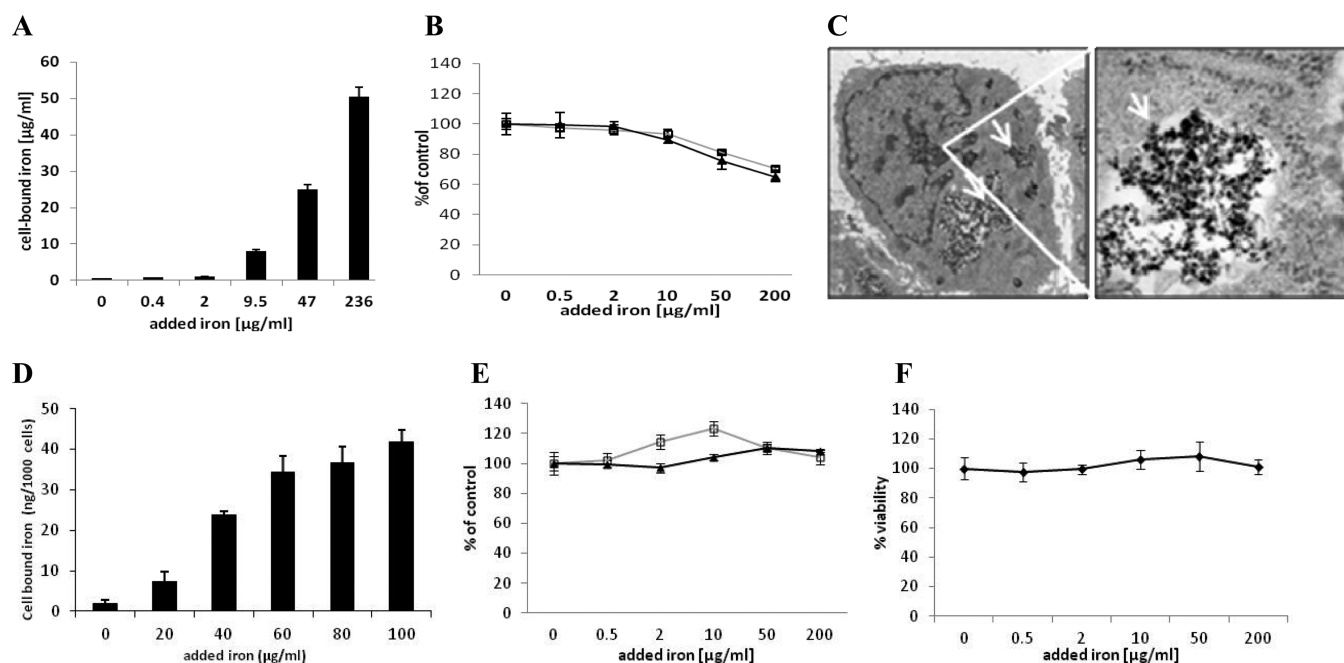 A
60
50
40
30
20
10
0
cell-bound iron [µg/ml]
0 0.4 2 9.5 47 236
added iron [µg/ml]
B
140
120
100
80
60
40
20
0
%of control
0 0.5 2 10 50 200
added iron [µg/ml]
C
D
50
40
30
20
10
0
Cell bound iron (ng/1000 cells)
0 20 40 60 80 100
added iron (µg/ml)
E
140
120
100
80
60
40
20
0
% of control
0 0.5 2 10 50 200
added iron [µg/ml]
F
140
120
100
80
60
40
20
0
% viability
0 0.5 2 10 50 200
added iron [µg/ml]